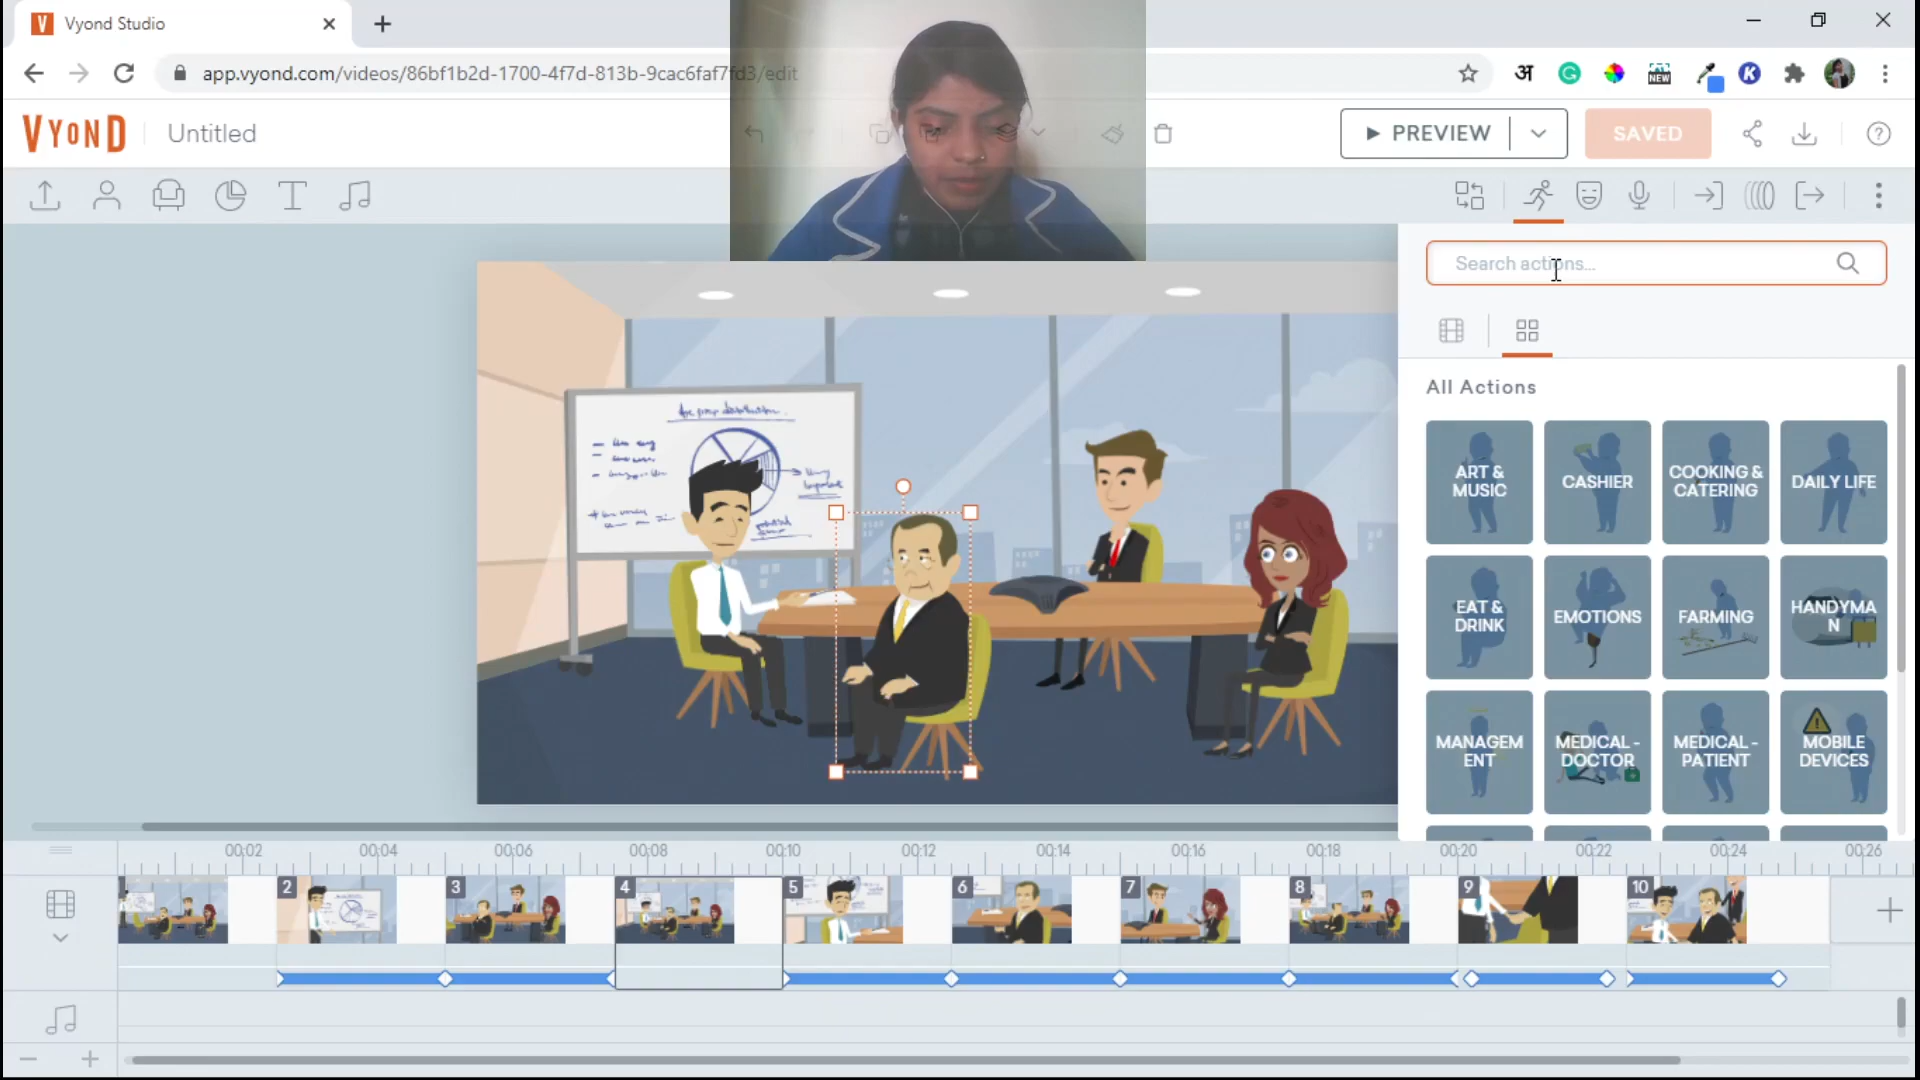 Vyond Studio
app.vyond.com/videos/86bf1b2d-1700-4f7d-813b-9cac6faf7fd3/edit
अ
NEW
K
VYOND
Untitled
PREVIEW
SAVED
Search actions...
All Actions
ART & MUSIC
CASHIER
COOKING & CATERING
DAILY LIFE
EAT & DRINK
EMOTIONS
FARMING
HANDYMAN
MANAGEMENT
MEDICAL - DOCTOR
MEDICAL - PATIENT
MOBILE DEVICES
00:02 00:04 00:06 00:08 00:10 00:12 00:14 00:16 00:18 00:20 00:22 00:24 00:26
2 3 4 5 6 7 8 9 10